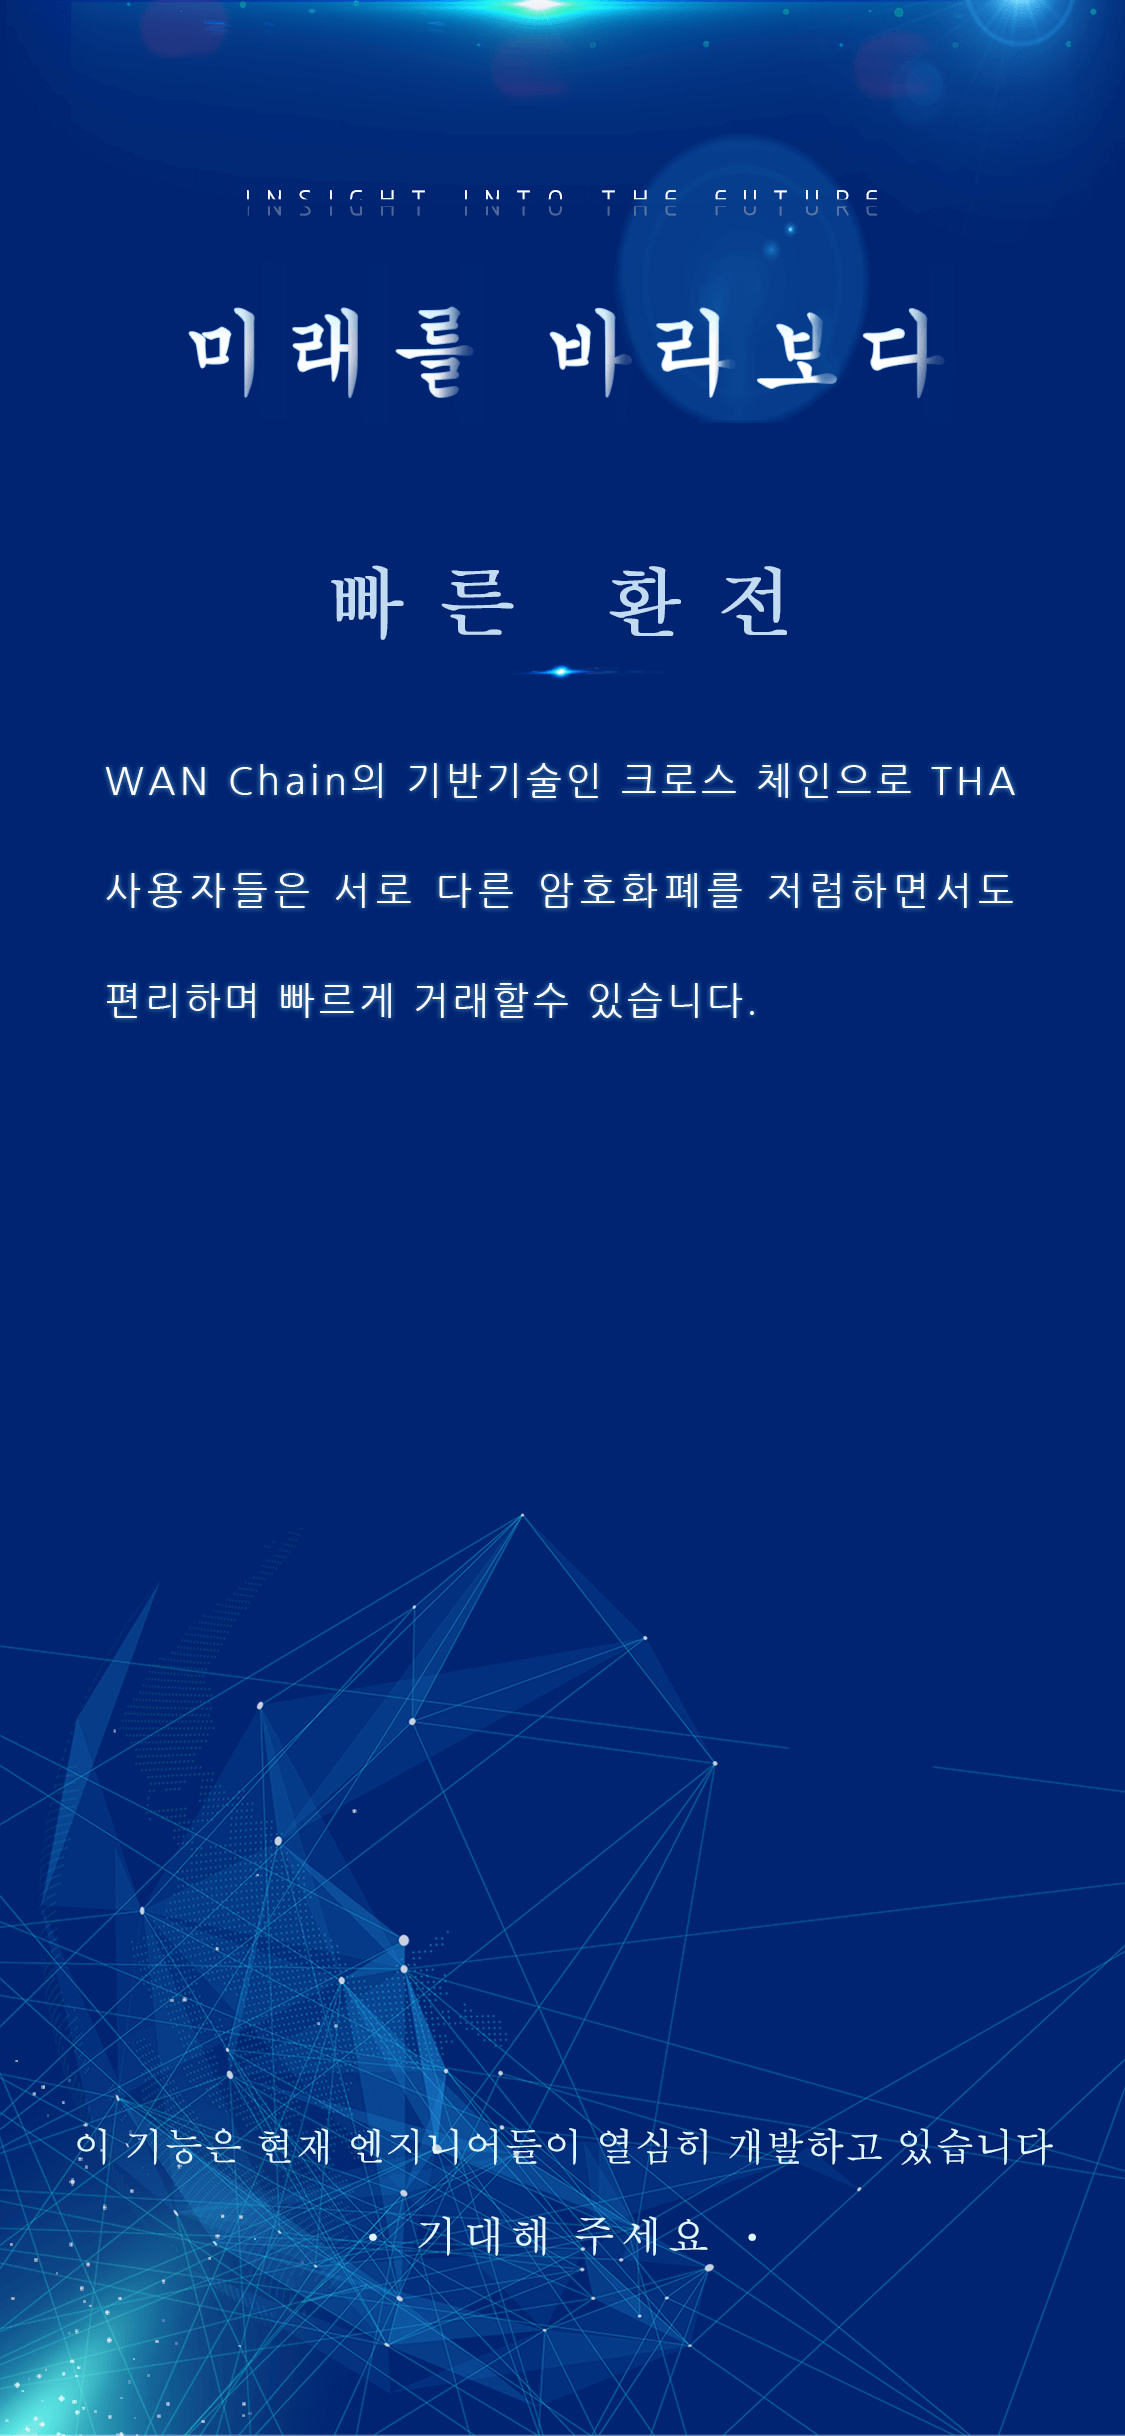 INSIGHT INTO THE FUTURE
미래를 바리보다
빠른 환전
WAN Chain의 기반기술인 크로스 체인으로 THA
사용자들은 서로 다른 암호화폐를 저럼하면서도
편리하며 빠르게 거래할수 있습니다.
이 기능은 현재 엔지니어들이 열심히 개발하고 있습니다
• 기대해 주세요 •